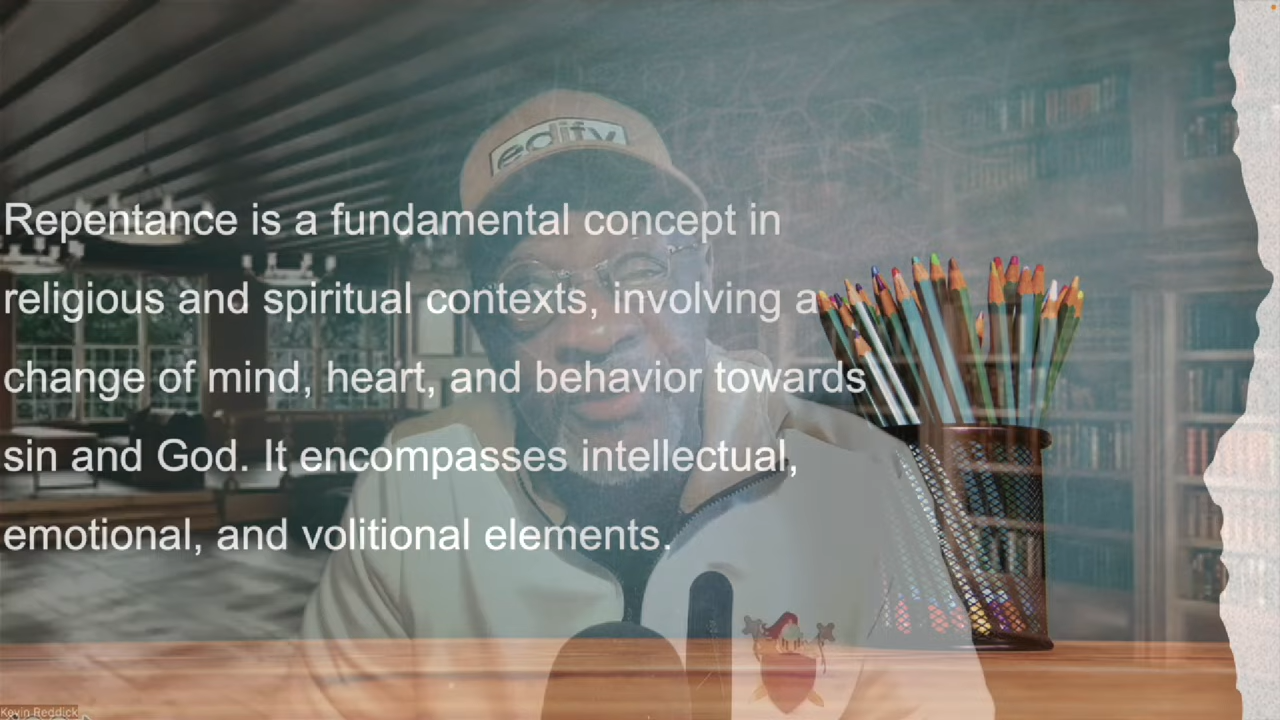 edify
Repentance is a fundamental concept in
religious and spiritual contexts, involving a
change of mind, heart, and behavior towards
sin and God. It encompasses intellectual,
emotional, and volitional elements.
Kevin Reddick